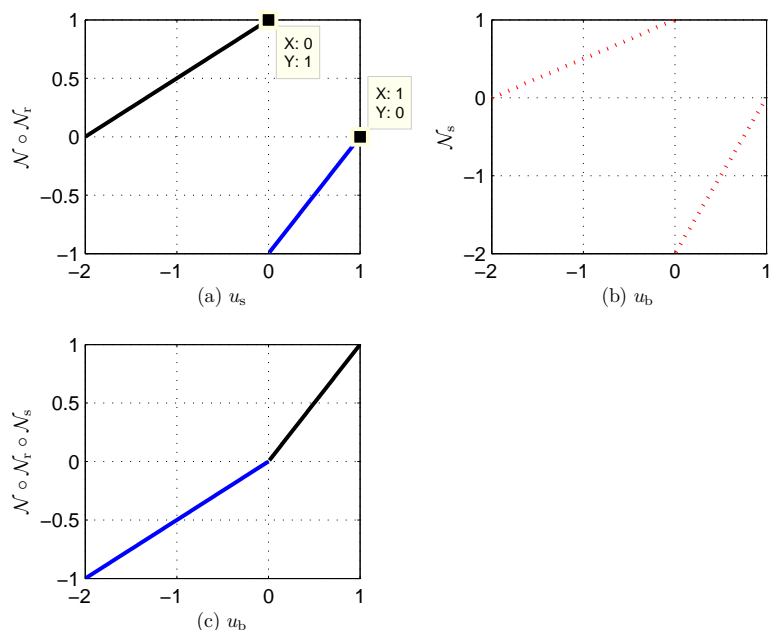 1
0.5
0
−0.5
−1
𝒩 ∘ 𝒩r
X: 0
Y: 1
X: 1
Y: 0
−2 −1 0 1
(a) us
1
0
−1
−2
𝒩s
−2 −1 0 1
(b) ub
1
0.5
0
−0.5
−1
𝒩 ∘ 𝒩r ∘ 𝒩s
−2 −1 0 1
(c) ub